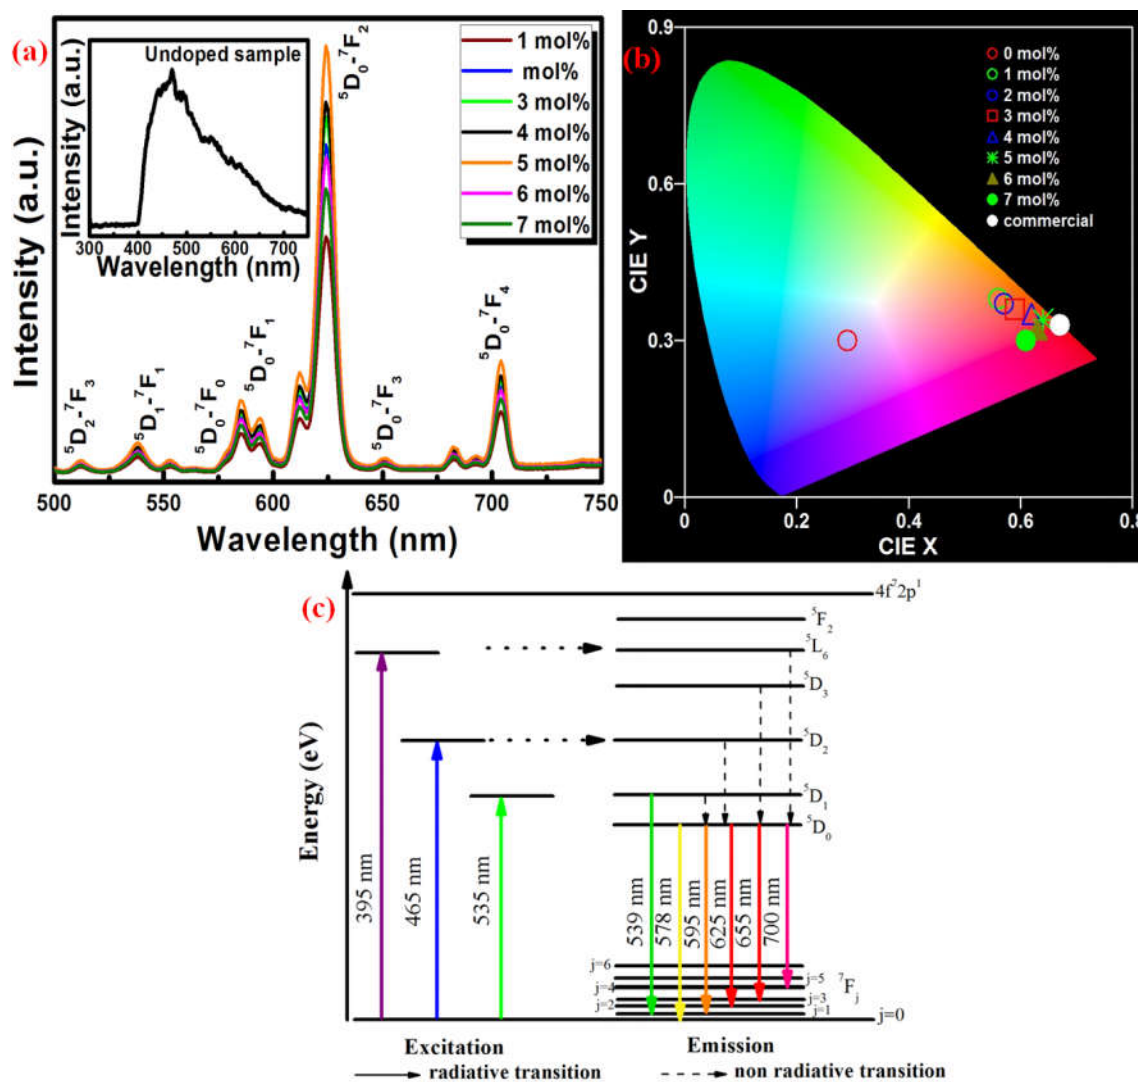 (a)
Undoped sample
Intensity (a.u.)
300 400 500 600 700
Wavelength (nm)
⁵D₀-⁷F₂
1 mol%
mol%
3 mol%
4 mol%
5 mol%
6 mol%
7 mol%
Intensity (a.u.)
⁵D₂-⁷F₃
⁵D₁-⁷F₁
⁵D₀-⁷F₀
⁵D₀-⁷F₁
⁵D₀-⁷F₃
⁵D₀-⁷F₄
500 550 600 650 700 750
Wavelength (nm)
(b)
0.9
0.6
0.3
0
CIE Y
0 mol%
1 mol%
2 mol%
3 mol%
4 mol%
5 mol%
6 mol%
7 mol%
commercial
0 0.2 0.4 0.6 0.8
CIE X
(c)
Energy (eV)
4f⁷2p¹
⁵F₂
⁵L₆
⁵D₃
⁵D₂
⁵D₁
⁵D₀
395 nm
465 nm
535 nm
539 nm
578 nm
595 nm
625 nm
655 nm
700 nm
j=6
j=5
j=4
⁷Fⱼ
j=3
j=2
j=1
j=0
Excitation
Emission
radiative transition
non radiative transition